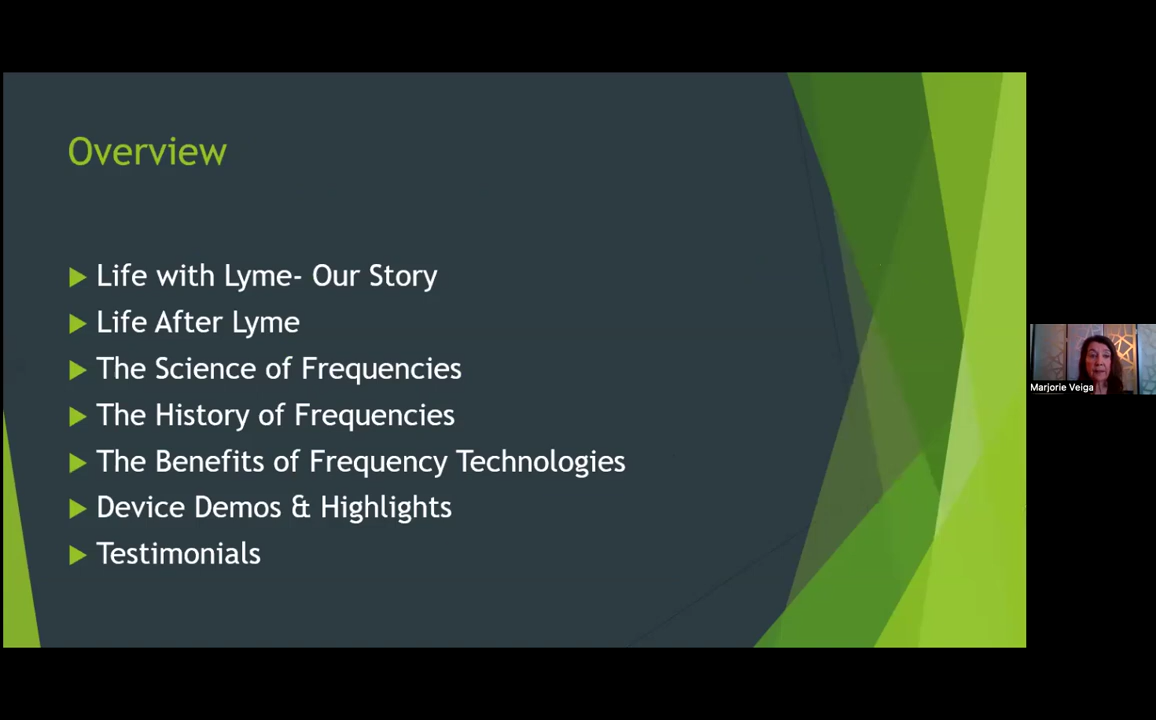 Overview
Life with Lyme- Our Story
Life After Lyme
The Science of Frequencies
The History of Frequencies
The Benefits of Frequency Technologies
Device Demos & Highlights
Testimonials
Marjorie Veiga